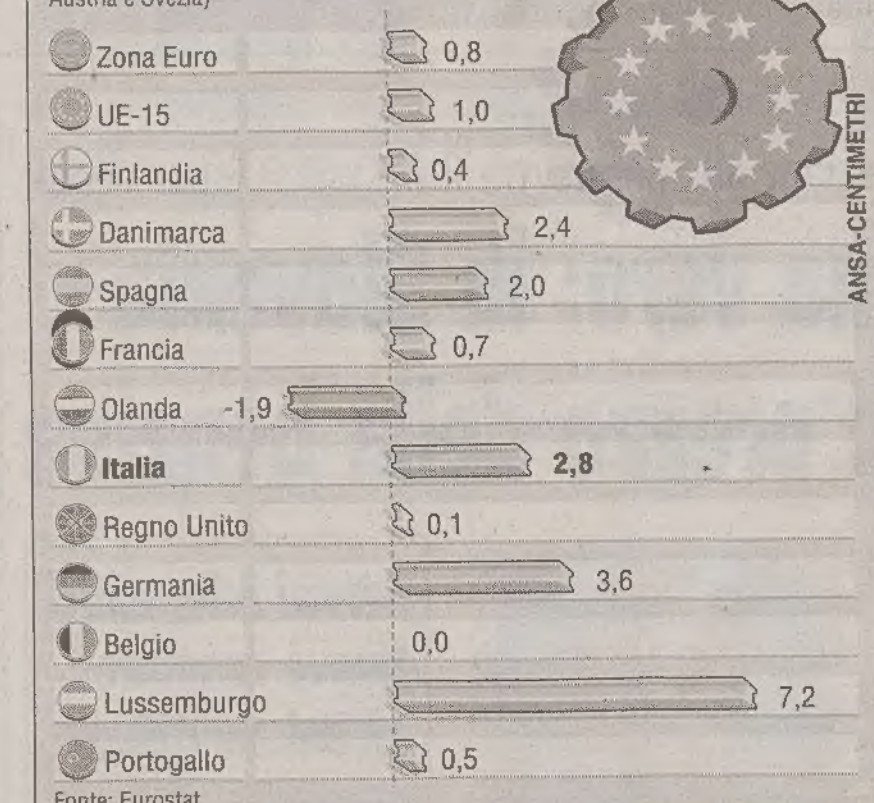 Austria e Svezia)
Zona Euro 0,8
UE-15 1,0
Finlandia 0,4
Danimarca 2,4
Spagna 2,0
Francia 0,7
Olanda -1,9
Italia 2,8
Regno Unito 0,1
Germania 3,6
Belgio 0,0
Lussemburgo 7,2
Portogallo 0,5
Fonte: Eurostat
ANSA-CENTIMETRI